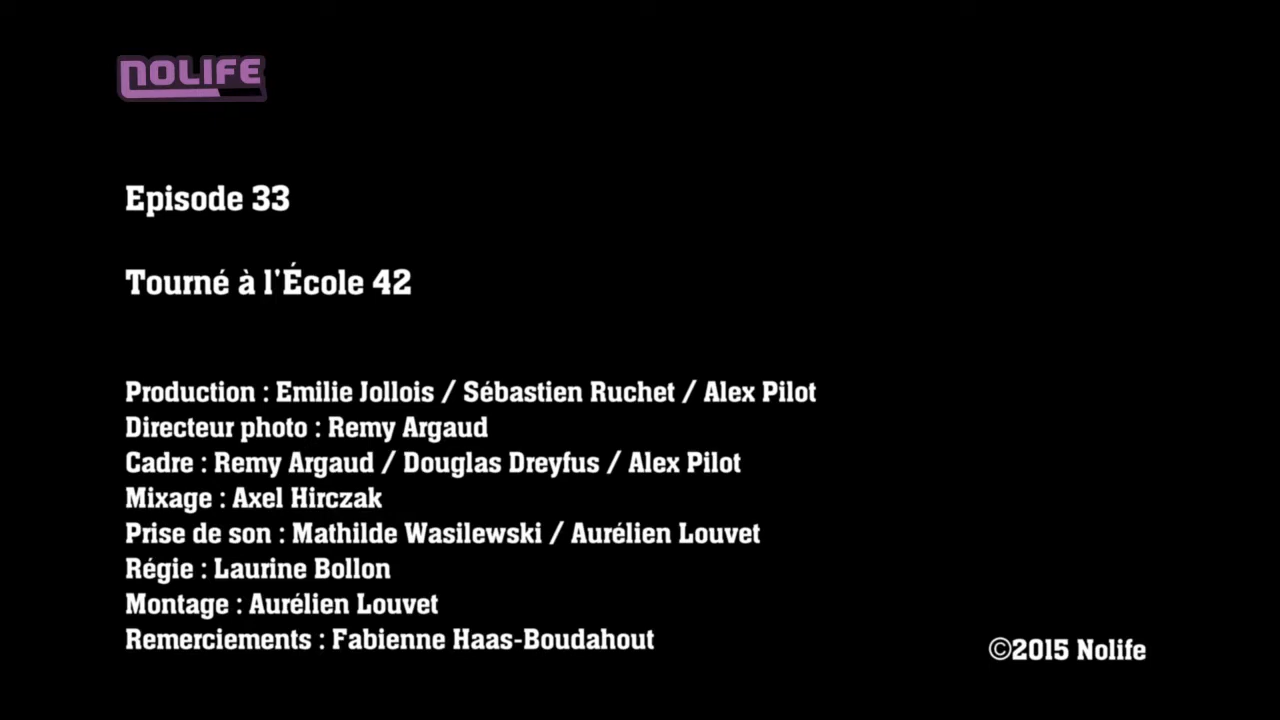 NOLIFE
Episode 33
Tourné à l'École 42
Production : Emilie Jollois / Sébastien Ruchet / Alex Pilot
Directeur photo : Remy Argaud
Cadre : Remy Argaud / Douglas Dreyfus / Alex Pilot
Mixage : Axel Hirczak
Prise de son : Mathilde Wasilewski / Aurélien Louvet
Régie : Laurine Bollon
Montage : Aurélien Louvet
Remerciements : Fabienne Haas-Boudahout
©2015 Nolife